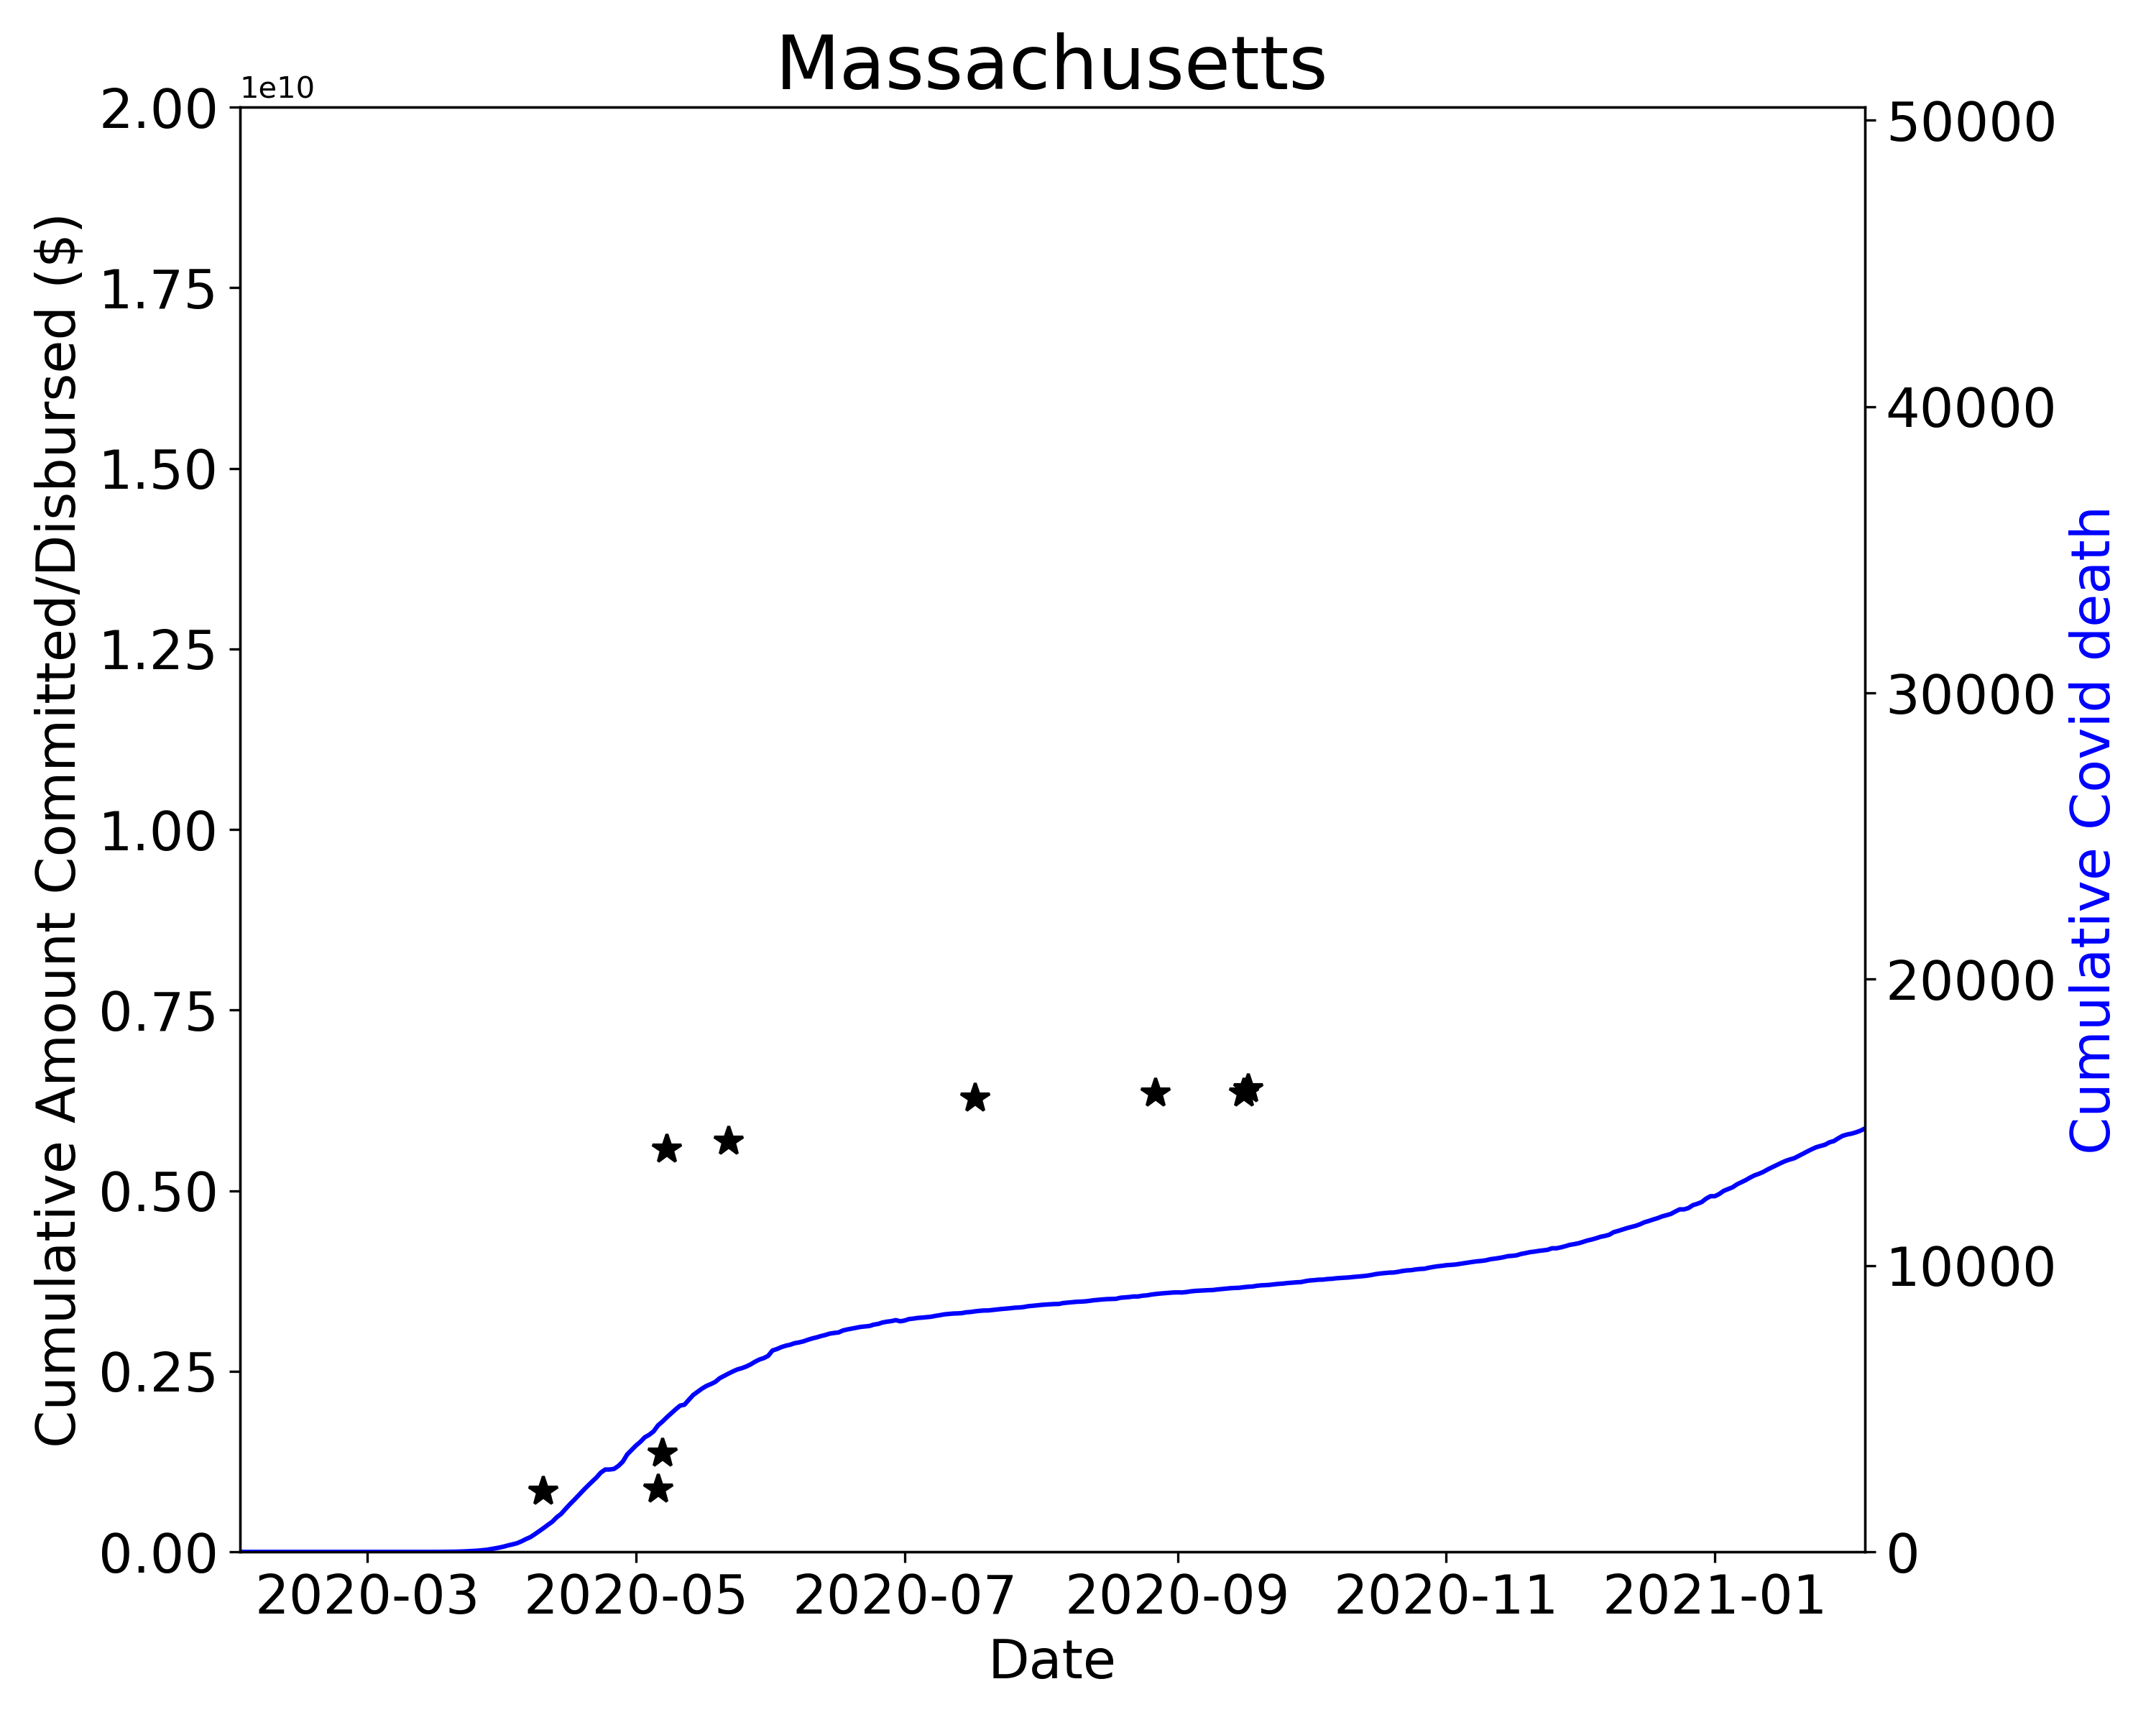 Massachusetts
1e10
2.00
1.75
1.50
1.25
1.00
0.75
0.50
0.25
0.00
Cumulative Amount Committed/Disbursed ($)
50000
40000
30000
20000
10000
0
Cumulative Covid death
2020-03 2020-05 2020-07 2020-09 2020-11 2021-01
Date